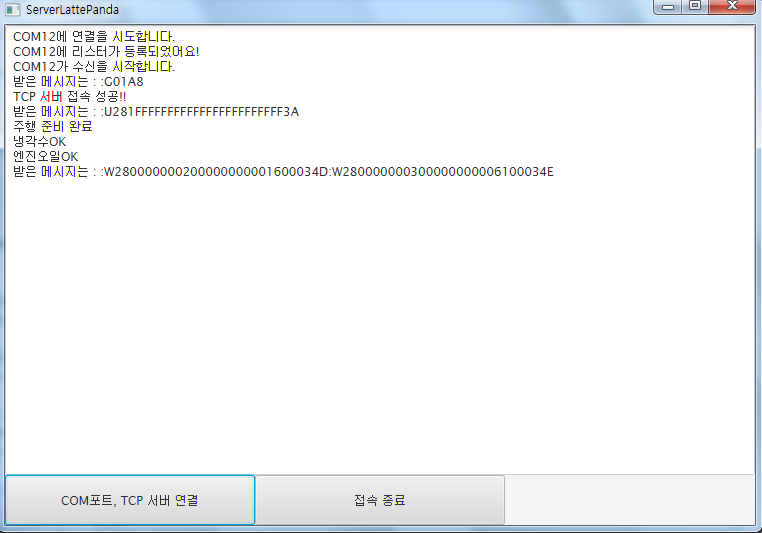 ServerLattePanda
COM12에 연결을 시도합니다.
COM12에 리스터가 등록되었어요!
COM12가 수신을 시작합니다.
받은 메시지는 : :G01A8
TCP 서버 접속 성공!!
받은 메시지는 : :U281FFFFFFFFFFFFFFFFFFFFFFF3A
주행 준비 완료
냉각수OK
엔진오일OK
받은 메시지는 : :W28000000020000000001600034D:W28000000030000000006100034E
COM포트, TCP 서버 연결
접속 종료